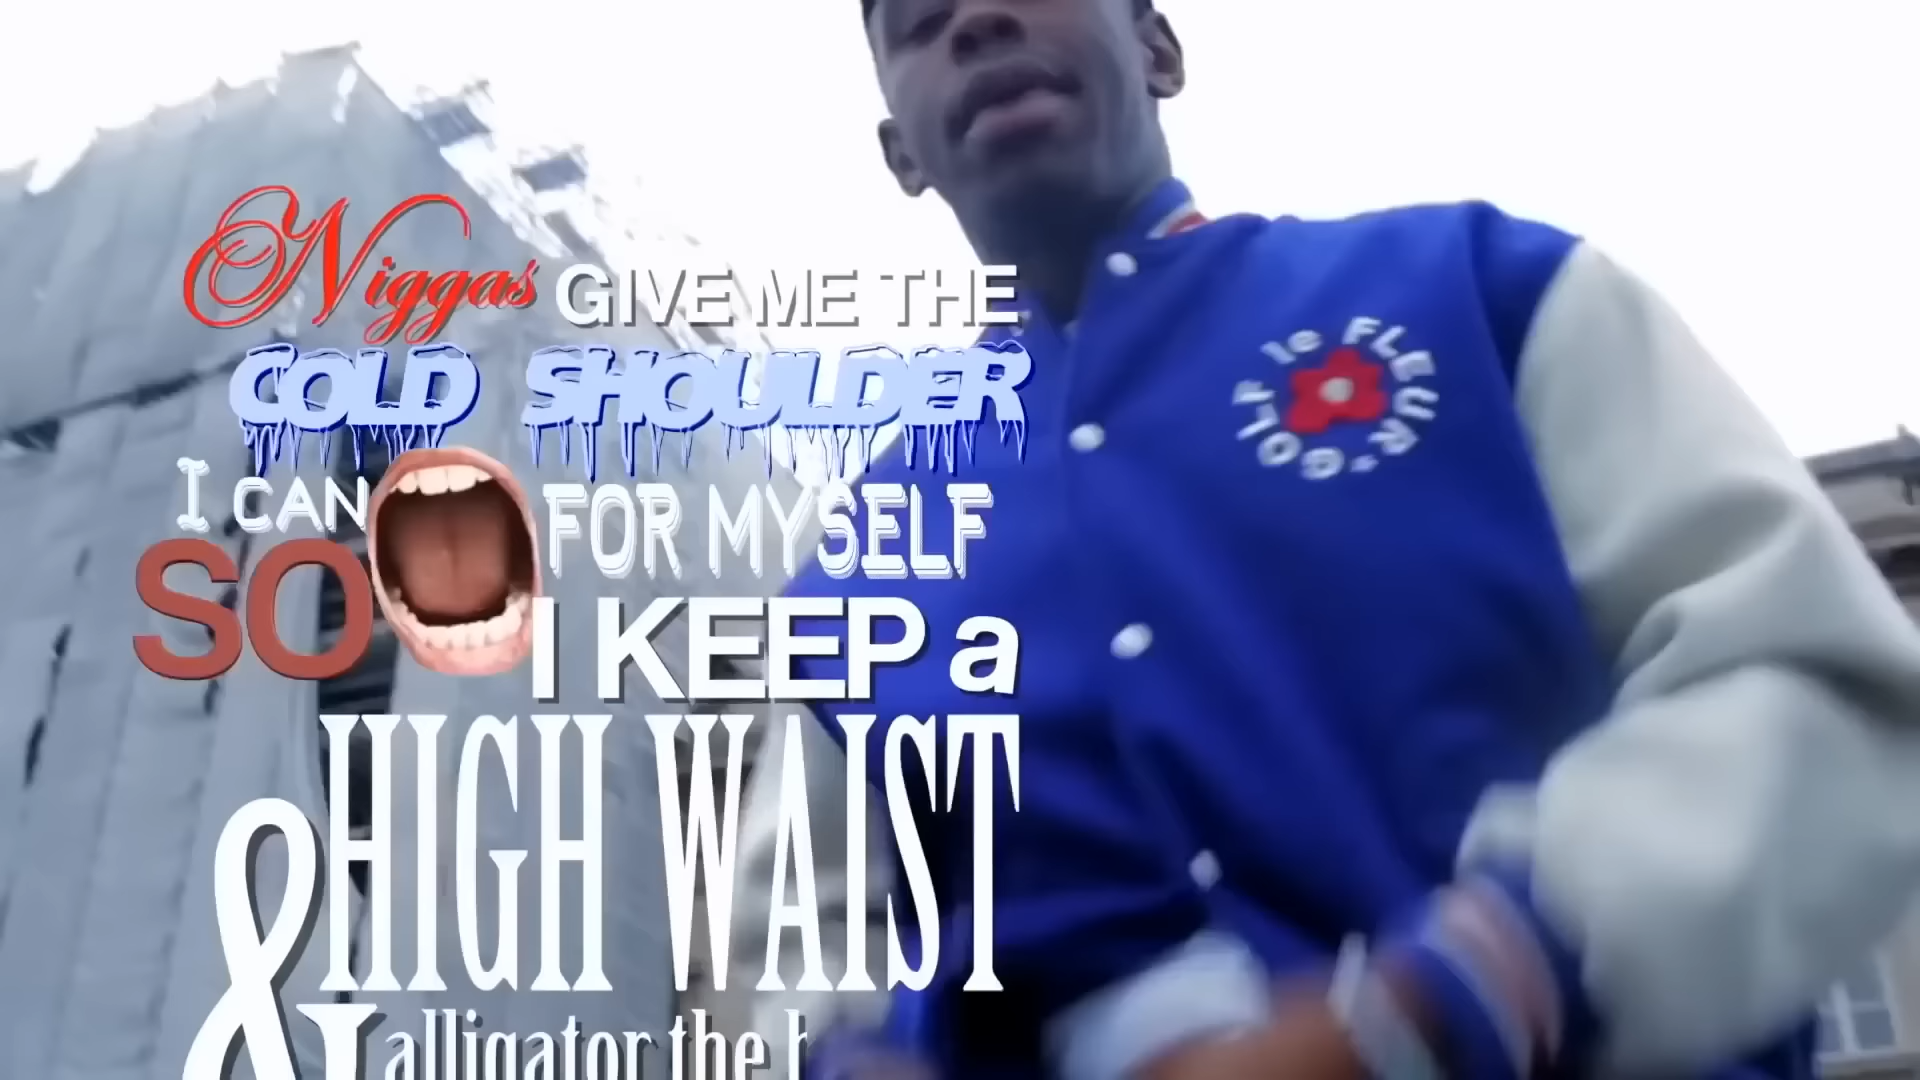 Niggas GIVE ME THE
COLD SHOULDER
I CAN FOR MYSELF
SO I KEEP a
HIGH WAIST
& alligator the
GOLF le FLEUR*